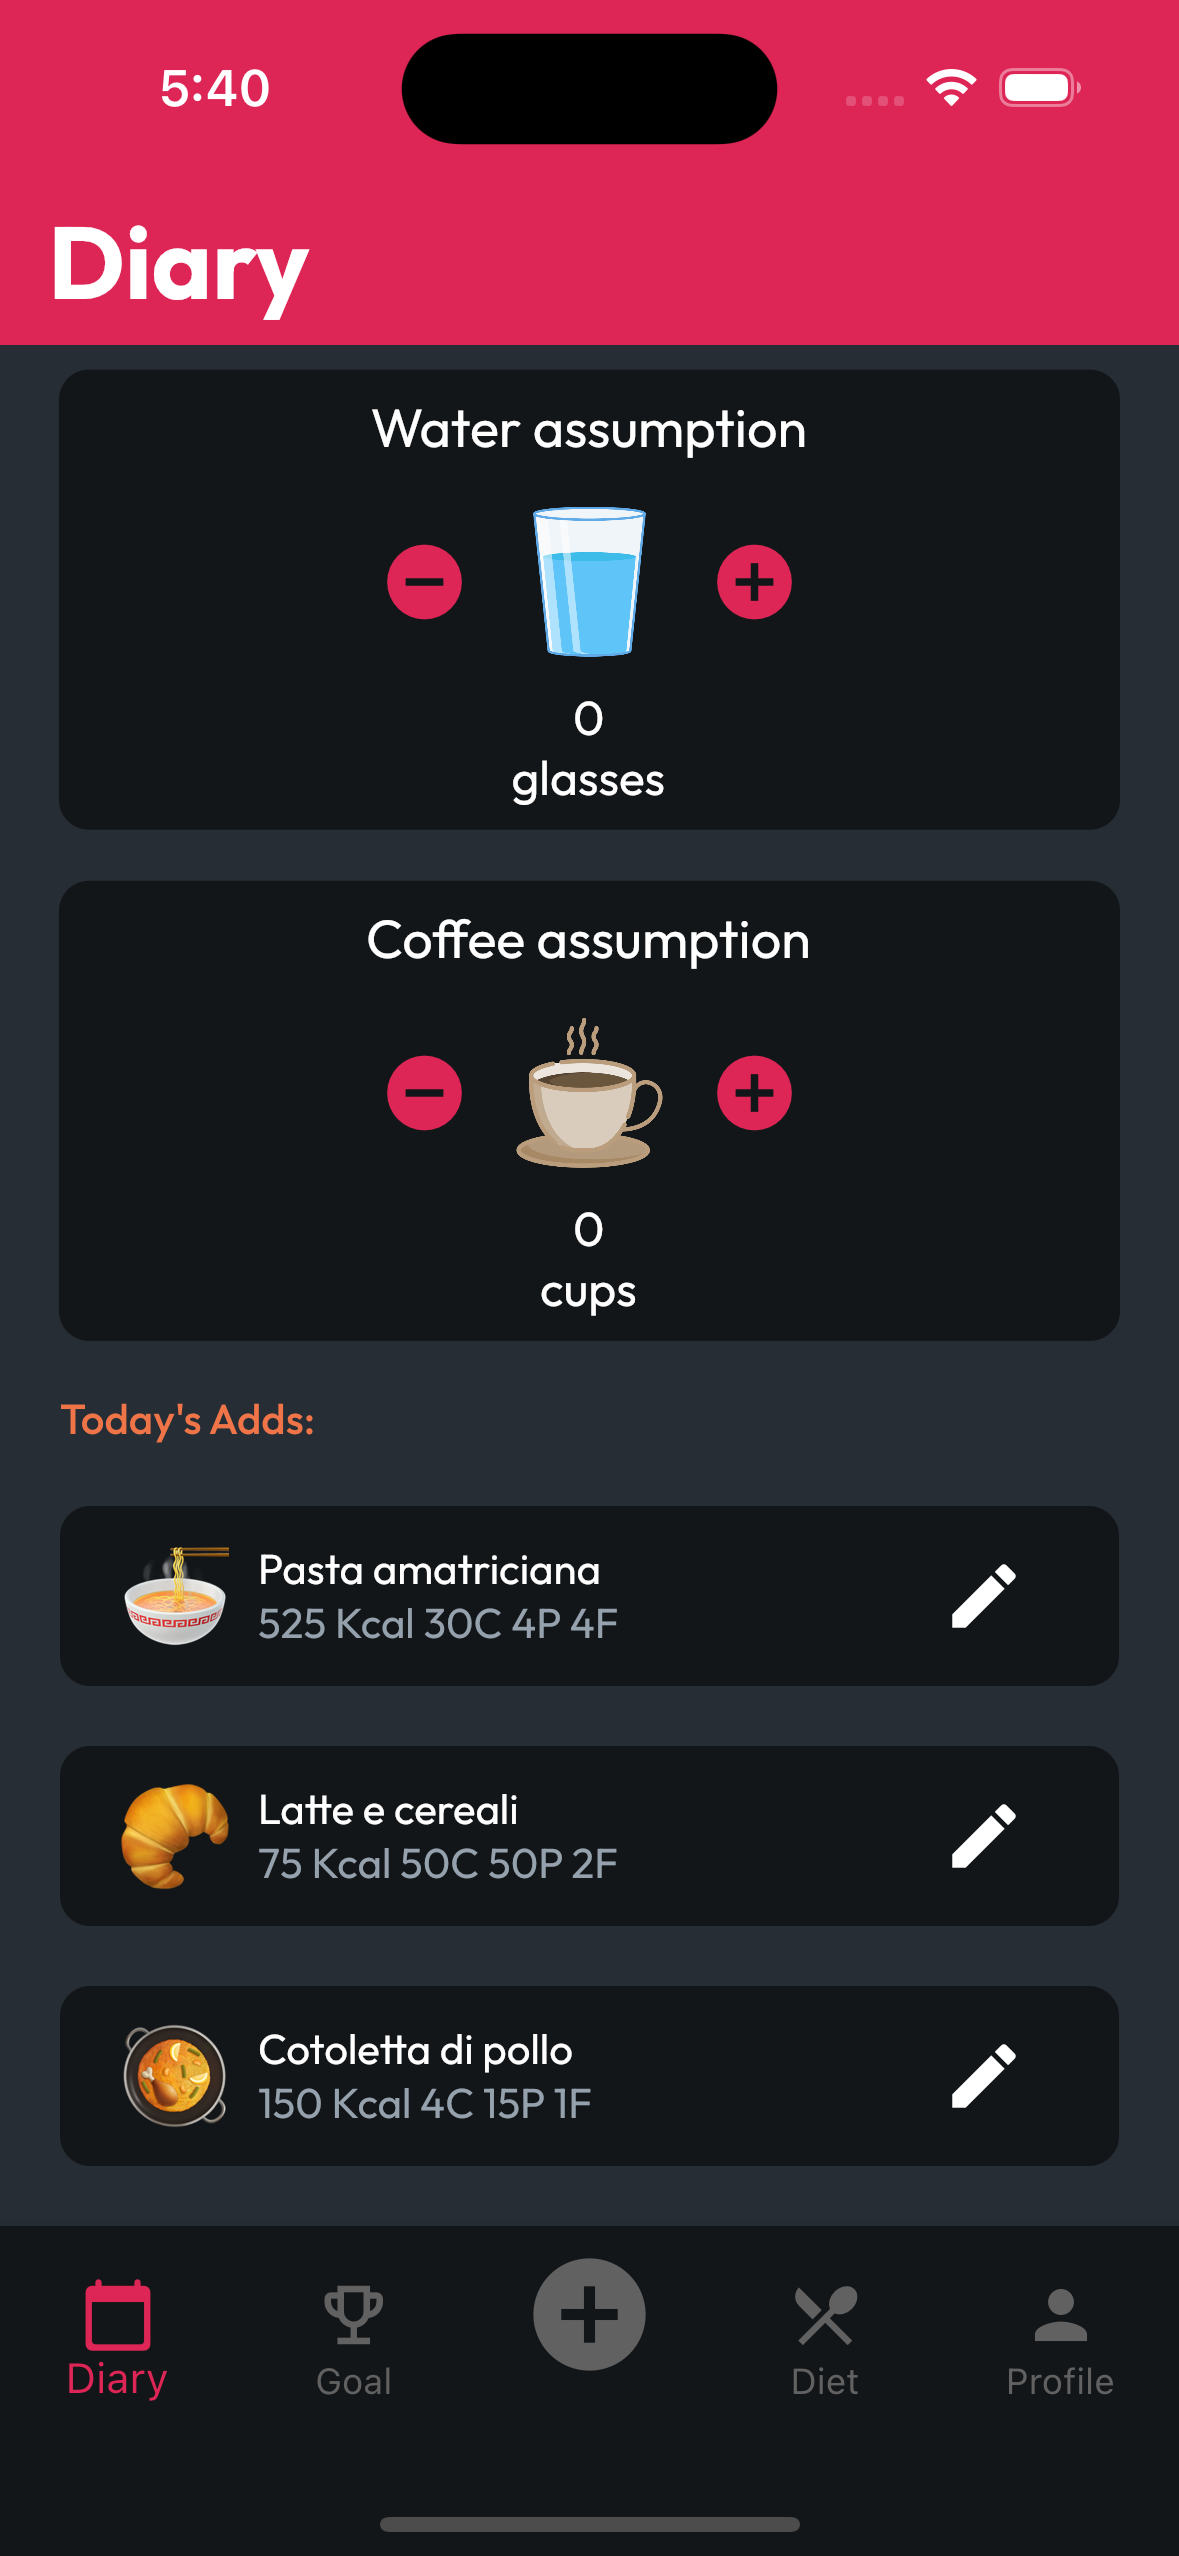 5:40
Diary
Water assumption
0
glasses
Coffee assumption
0
cups
Today's Adds:
Pasta amatriciana
525 Kcal 30C 4P 4F
Latte e cereali
75 Kcal 50C 50P 2F
Cotoletta di pollo
150 Kcal 4C 15P 1F
Diary
Goal
Diet
Profile